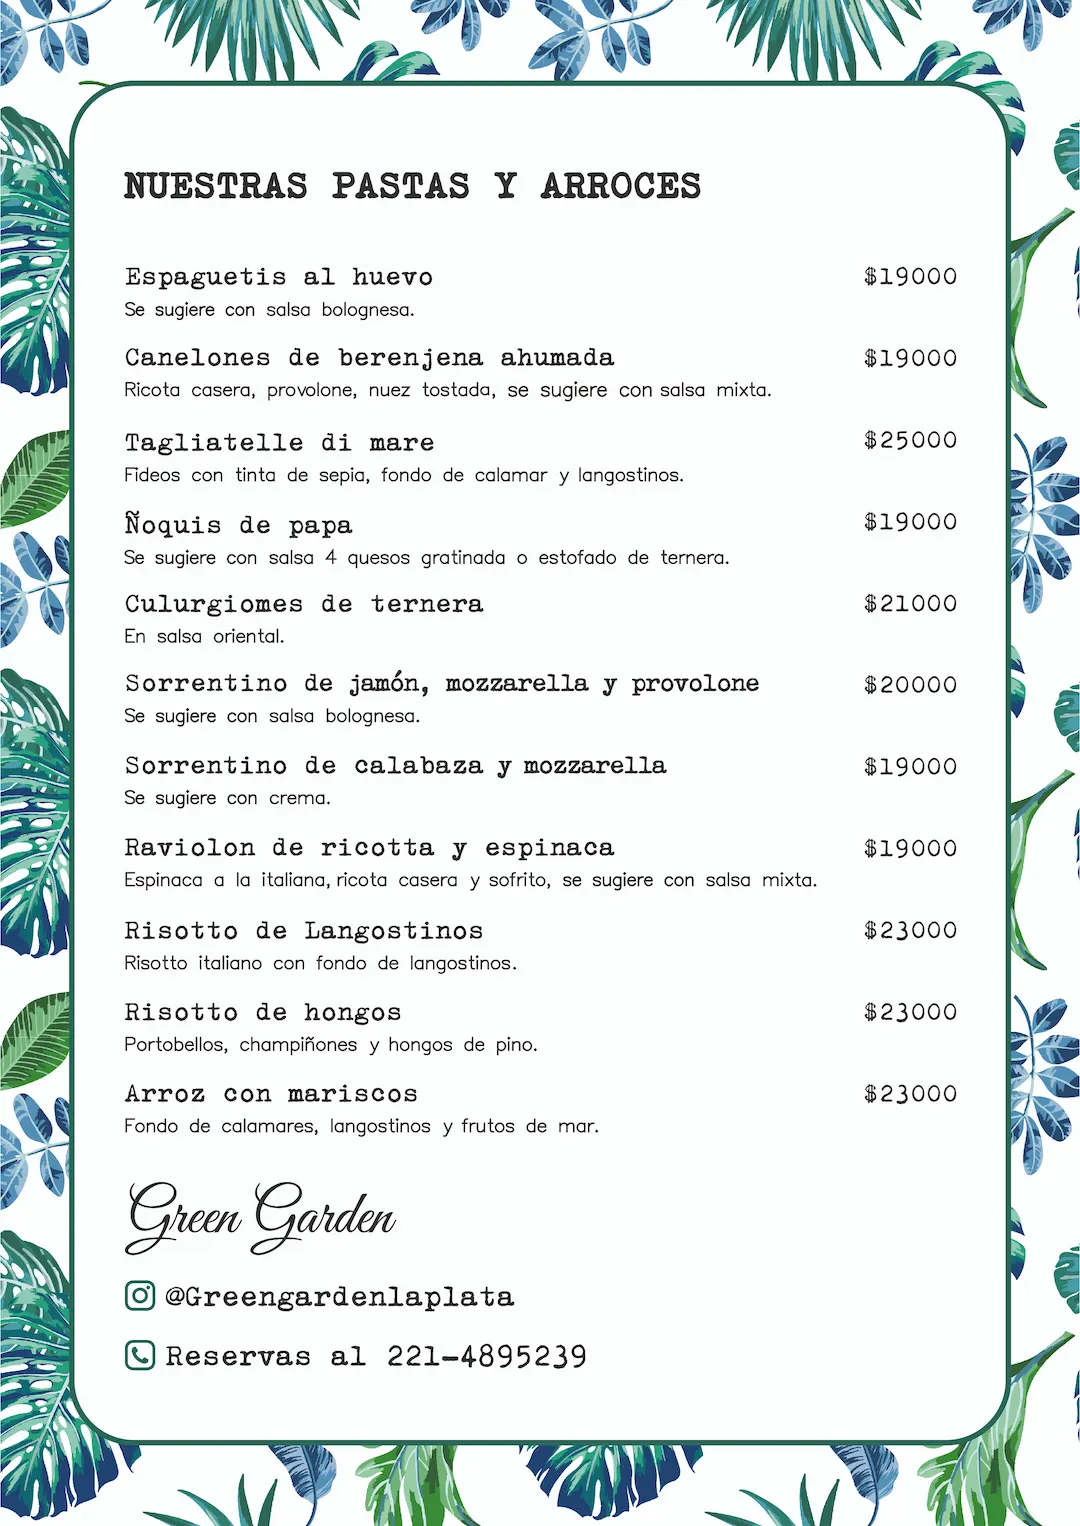 NUESTRAS PASTAS Y ARROCES
Espaguetis al huevo $19000
Se sugiere con salsa bolognesa.
Canelones de berenjena ahumada $19000
Ricota casera, provolone, nuez tostada, se sugiere con salsa mixta.
Tagliatelle di mare $25000
Fideos con tinta de sepia, fondo de calamar y langostinos.
Ñoquis de papa $19000
Se sugiere con salsa 4 quesos gratinada o estofado de ternera.
Culurgiomes de ternera $21000
En salsa oriental.
Sorrentino de jamón, mozzarella y provolone $20000
Se sugiere con salsa bolognesa.
Sorrentino de calabaza y mozzarella $19000
Se sugiere con crema.
Raviolon de ricotta y espinaca $19000
Espinaca a la italiana, ricota casera y sofrito, se sugiere con salsa mixta.
Risotto de Langostinos $23000
Risotto italiano con fondo de langostinos.
Risotto de hongos $23000
Portobellos, champiñones y hongos de pino.
Arroz con mariscos $23000
Fondo de calamares, langostinos y frutos de mar.
Green Garden
@Greengardenlaplata
Reservas al 221-4895239